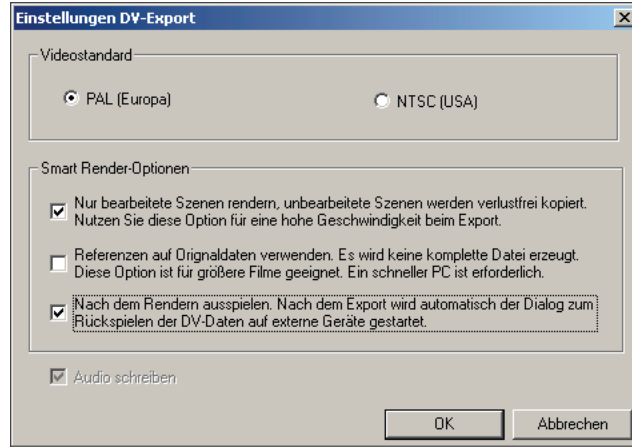 Einstellungen DV-Export
Videostandard
PAL (Europa)
NTSC (USA)
Smart Render-Optionen
Nur bearbeitete Szenen rendern, unbearbeitete Szenen werden verlustfrei kopiert.
Nutzen Sie diese Option für eine hohe Geschwindigkeit beim Export.
Referenzen auf Orignaldaten verwenden. Es wird keine komplette Datei erzeugt.
Diese Option ist für größere Filme geeignet. Ein schneller PC ist erforderlich.
Nach dem Rendern ausspielen. Nach dem Export wird automatisch der Dialog zum
Rückspielen der DV-Daten auf externe Geräte gestartet.
Audio schreiben
OK
Abbrechen